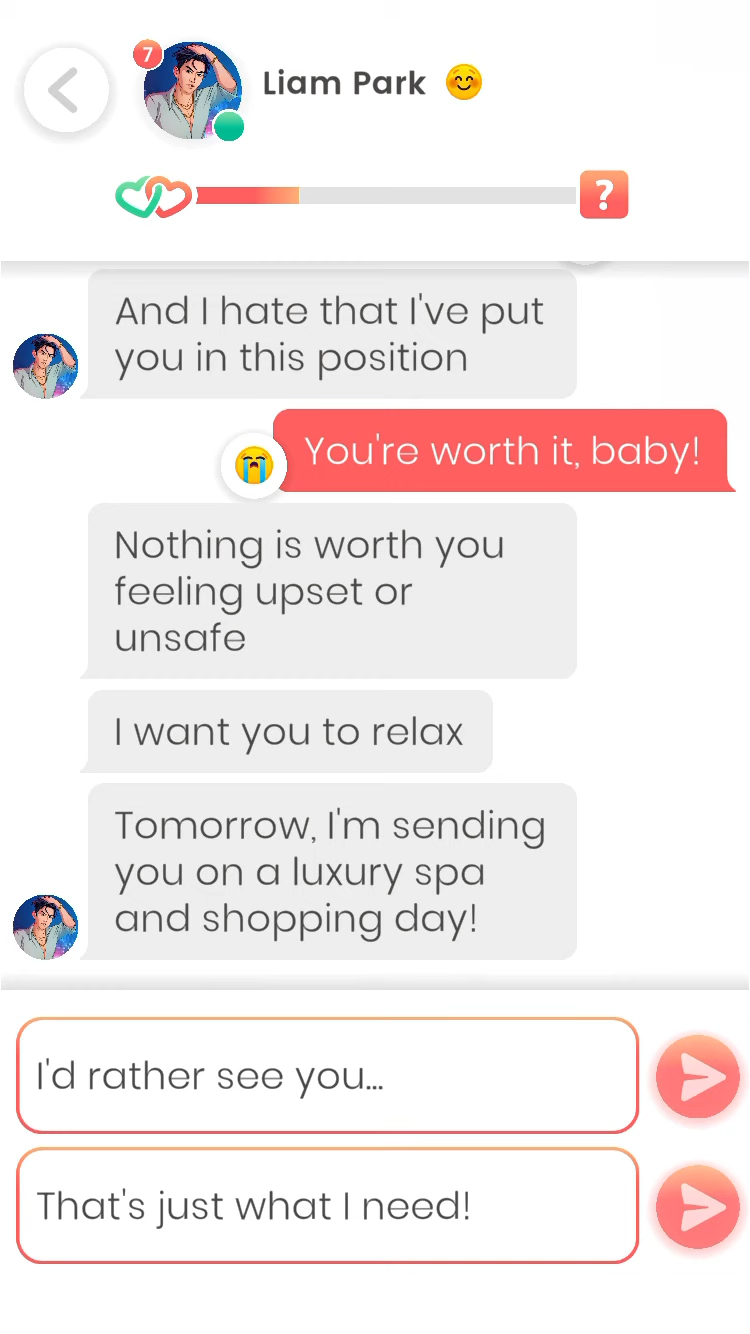 7
Liam Park 😊
?
And I hate that I've put
you in this position
You're worth it, baby!
😭
Nothing is worth you
feeling upset or
unsafe
I want you to relax
Tomorrow, I'm sending
you on a luxury spa
and shopping day!
I'd rather see you...
That's just what I need!